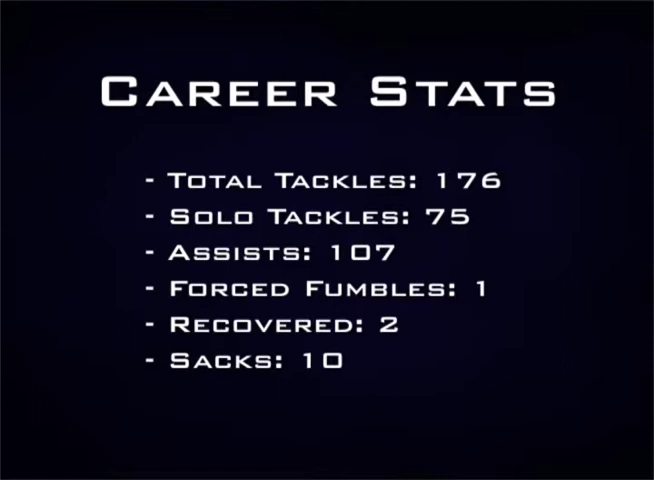 Career Stats
- Total Tackles: 176
- Solo Tackles: 75
- Assists: 107
- Forced Fumbles: 1
- Recovered: 2
- Sacks: 10